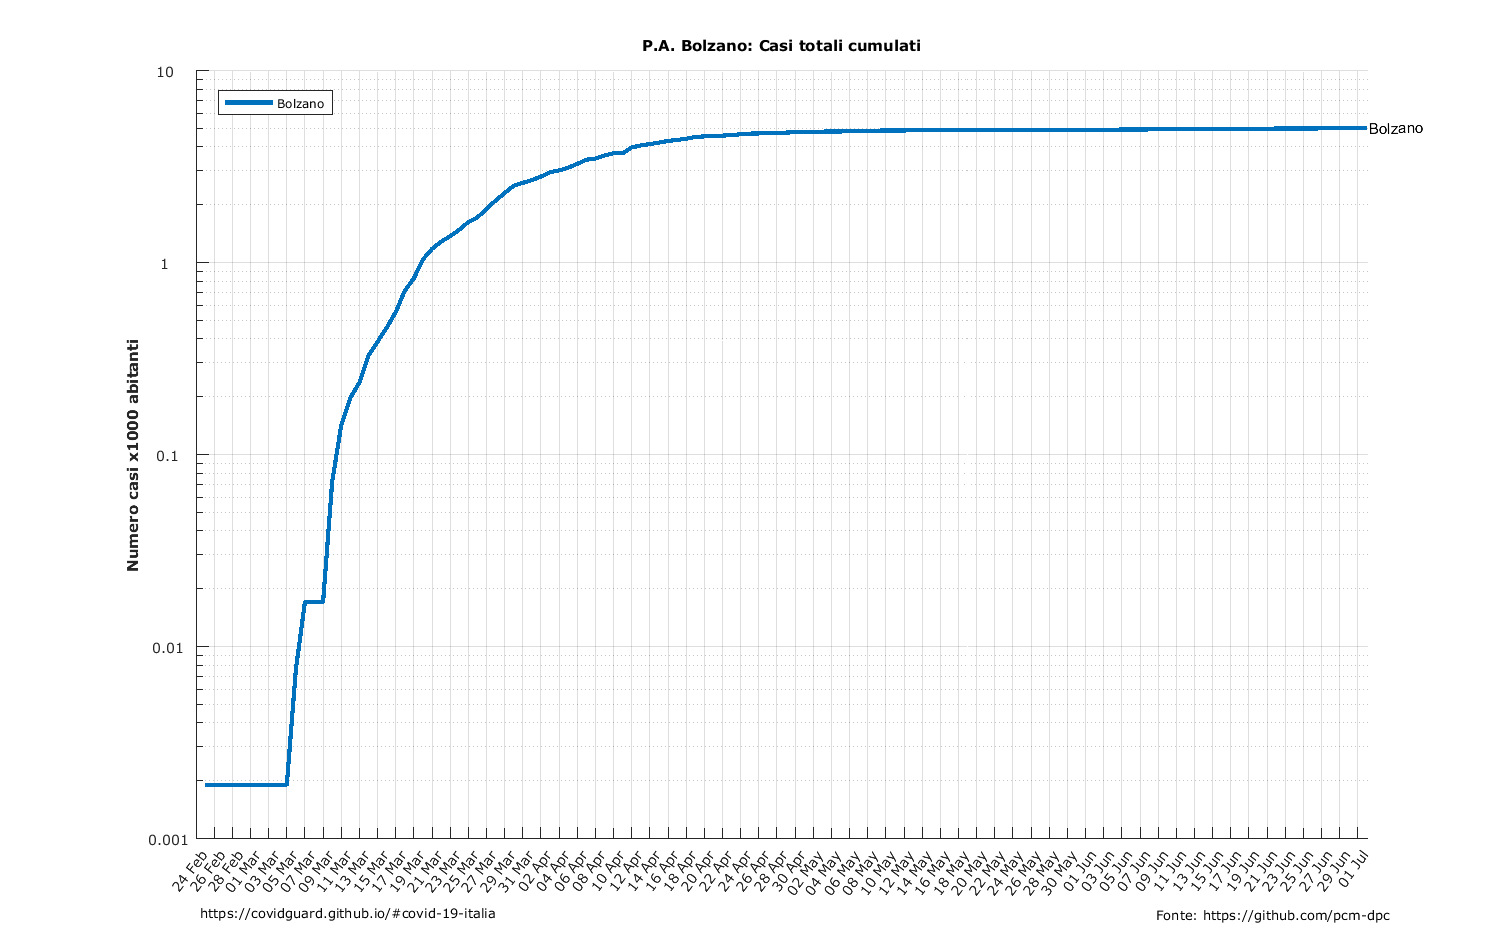 P.A. Bolzano: Casi totali cumulati
10
1
0.1
0.01
0.001
Numero casi x1000 abitanti
Bolzano
Bolzano
24 Feb
26 Feb
28 Feb
01 Mar
03 Mar
05 Mar
07 Mar
09 Mar
11 Mar
13 Mar
15 Mar
17 Mar
19 Mar
21 Mar
23 Mar
25 Mar
27 Mar
29 Mar
31 Mar
02 Apr
04 Apr
06 Apr
08 Apr
10 Apr
12 Apr
14 Apr
16 Apr
18 Apr
20 Apr
22 Apr
24 Apr
26 Apr
28 Apr
30 Apr
02 May
04 May
06 May
08 May
10 May
12 May
14 May
16 May
18 May
20 May
22 May
24 May
26 May
28 May
30 May
01 Jun
03 Jun
05 Jun
07 Jun
09 Jun
11 Jun
13 Jun
15 Jun
17 Jun
19 Jun
21 Jun
23 Jun
25 Jun
27 Jun
29 Jun
01 Jul
https://covidguard.github.io/#covid-19-italia
Fonte: https://github.com/pcm-dpc